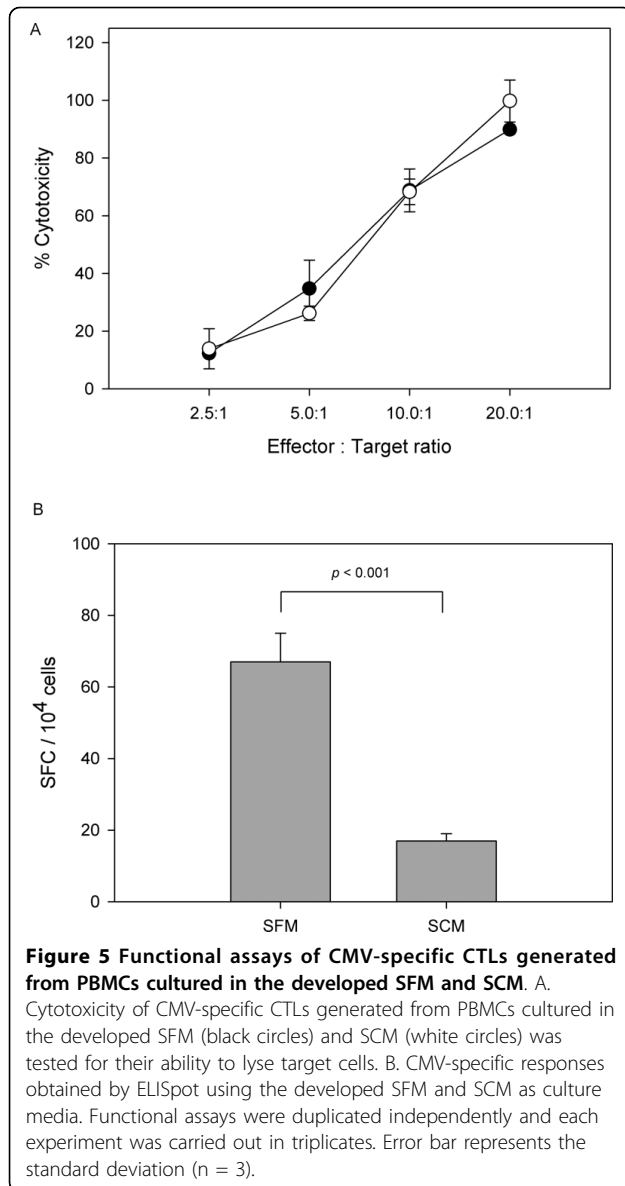 A
120
100
80
60
40
20
0
% Cytotoxicity
2.5:1 5.0:1 10.0:1 20.0:1
Effector : Target ratio
B
100
80
60
40
20
0
SFC / 10⁴ cells
p < 0.001
SFM SCM
Figure 5 Functional assays of CMV-specific CTLs generated
from PBMCs cultured in the developed SFM and SCM. A.
Cytotoxicity of CMV-specific CTLs generated from PBMCs cultured in
the developed SFM (black circles) and SCM (white circles) was
tested for their ability to lyse target cells. B. CMV-specific responses
obtained by ELISpot using the developed SFM and SCM as culture
media. Functional assays were duplicated independently and each
experiment was carried out in triplicates. Error bar represents the
standard deviation (n = 3).